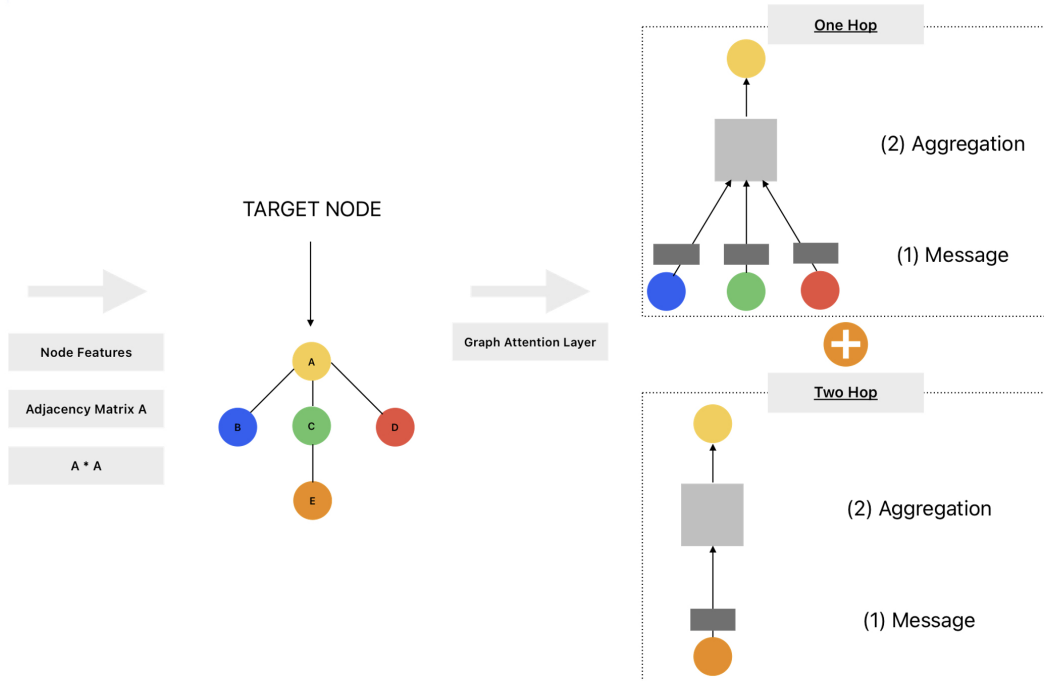 Node Features
Adjacency Matrix A
A * A
TARGET NODE
A
B
C
D
E
Graph Attention Layer
One Hop
(2) Aggregation
(1) Message
Two Hop
(2) Aggregation
(1) Message